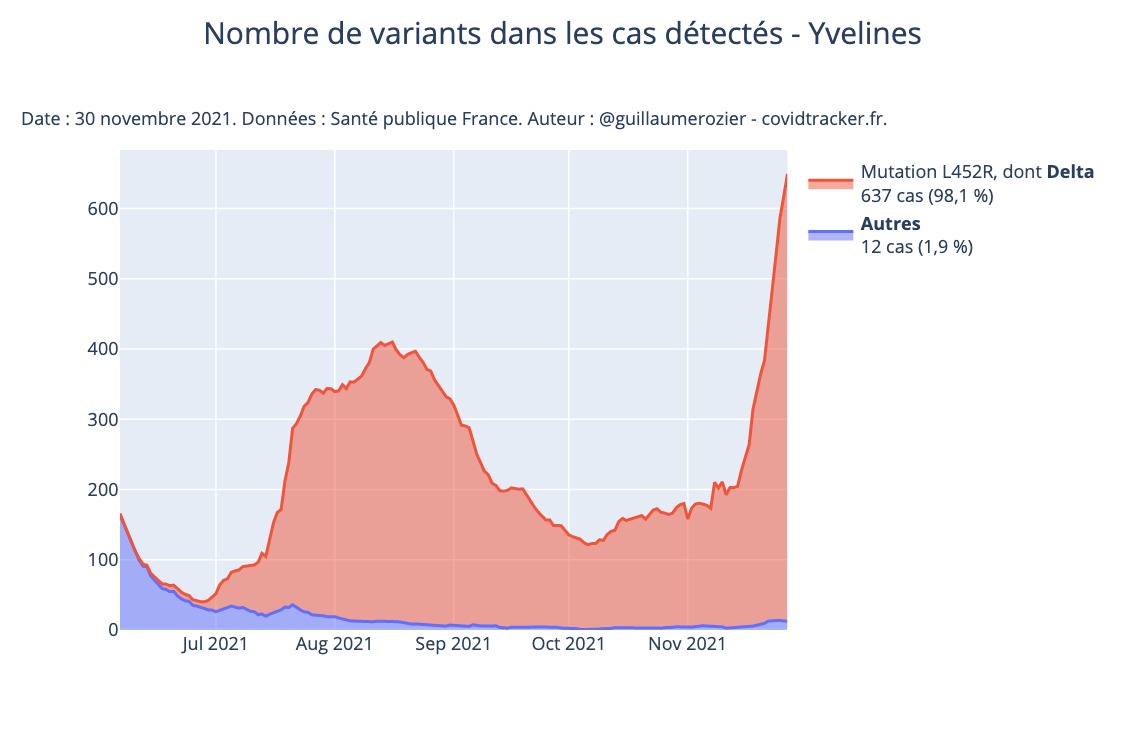 Nombre de variants dans les cas détectés - Yvelines
Date : 30 novembre 2021. Données : Santé publique France. Auteur : @guillaumerozier - covidtracker.fr.
Mutation L452R, dont Delta
637 cas (98,1 %)
Autres
12 cas (1,9 %)
600
500
400
300
200
100
0
Jul 2021
Aug 2021
Sep 2021
Oct 2021
Nov 2021